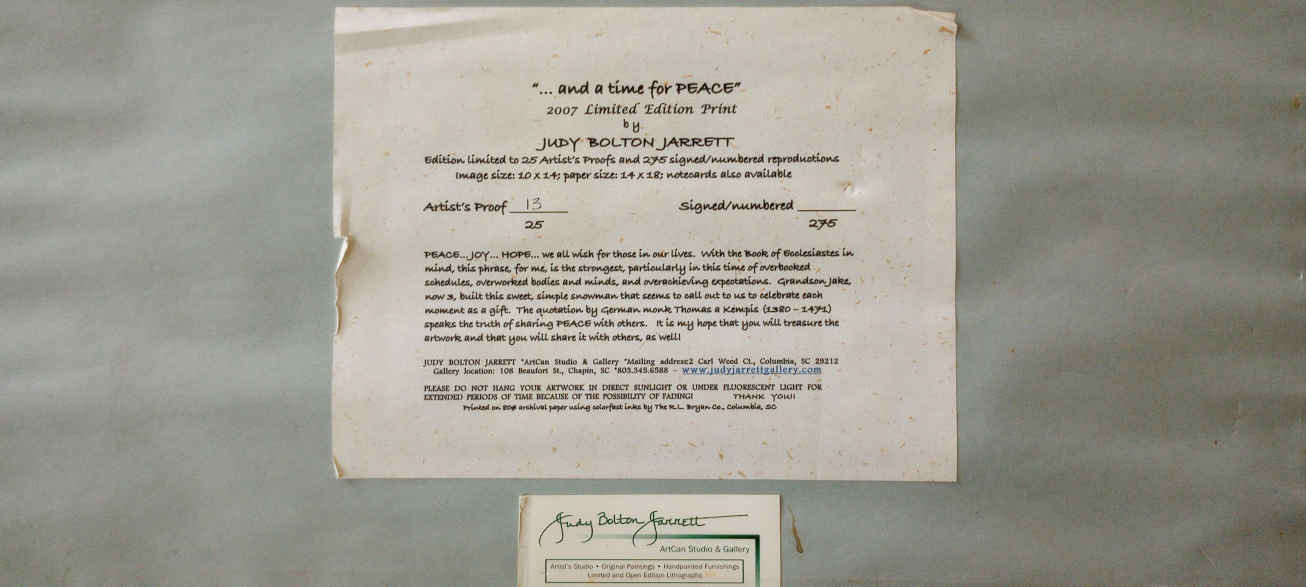 "... and a time for PEACE"
2007 Limited Edition Print
by
JUDY BOLTON JARRETT
Edition limited to 25 Artist's Proofs and 275 signed/numbered reproductions
Image size: 10 x 14; paper size: 14 x 18; notecards also available
Artist's Proof 13 Signed/numbered ______
25 275
PEACE... JOY... HOPE... we all wish for those in our lives. With the Book of Ecclesiastes in
mind, this phrase, for me, is the strongest, particularly in this time of overbooked
schedules, overworked bodies and minds, and overachieving expectations. Grandson Jake,
now 3, built this sweet, simple snowman that seems to call out to us to celebrate each
moment as a gift. The quotation by German monk Thomas a Kempis (1380 – 1471)
speaks the truth of sharing PEACE with others. It is my hope that you will treasure the
artwork and that you will share it with others, as well!
JUDY BOLTON JARRETT *ArtCan Studio & Gallery *Mailing address:2 Carl Wood Ct., Columbia, SC 29212
Gallery location: 108 Beaufort St., Chapin, SC *803.345.6588 – www.judyjarrettgallery.com
PLEASE DO NOT HANG YOUR ARTWORK IN DIRECT SUNLIGHT OR UNDER FLUORESCENT LIGHT FOR
EXTENDED PERIODS OF TIME BECAUSE OF THE POSSIBILITY OF FADING! THANK YOU!!
Printed on 80# archival paper using colorfast inks by The R.L. Bryan Co., Columbia, SC
Judy Bolton Jarrett
ArtCan Studio & Gallery
Artist's Studio • Original Paintings • Handpainted Furnishings
Limited and Open Edition Lithographs